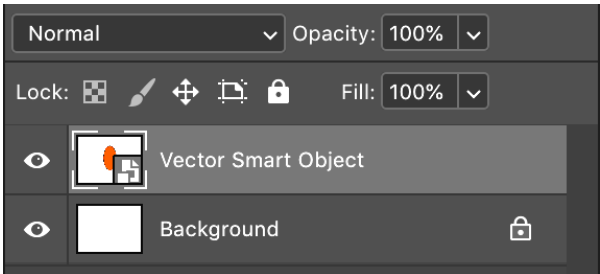 Normal Opacity: 100%
Lock: Fill: 100%
Vector Smart Object
Background